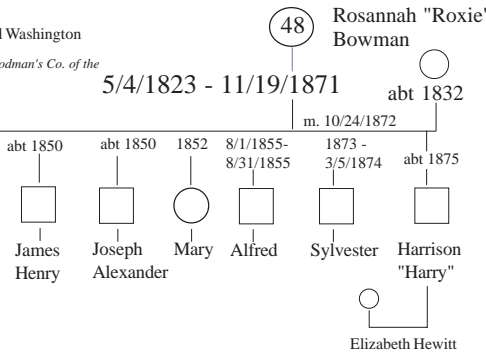 Washington
48
Rosannah "Roxie"
Bowman
Co. of the
5/4/1823 - 11/19/1871
abt 1832
m. 10/24/1872
abt 1850
abt 1850
1852
8/1/1855-
8/31/1855
1873 -
3/5/1874
abt 1875
James
Henry
Joseph
Alexander
Mary
Alfred
Sylvester
Harrison
"Harry"
Elizabeth Hewitt